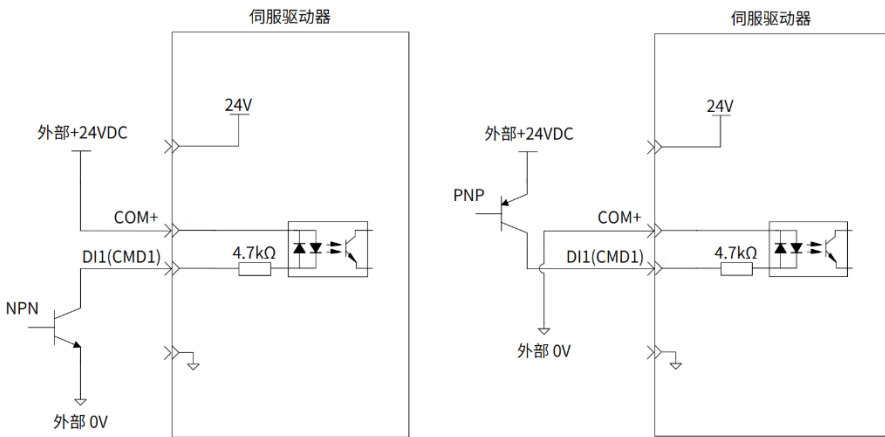 伺服驱动器
24V
外部+24VDC
COM+
DI1(CMD1)
4.7kΩ
NPN
外部 0V
伺服驱动器
24V
外部+24VDC
PNP
COM+
DI1(CMD1)
4.7kΩ
外部 0V